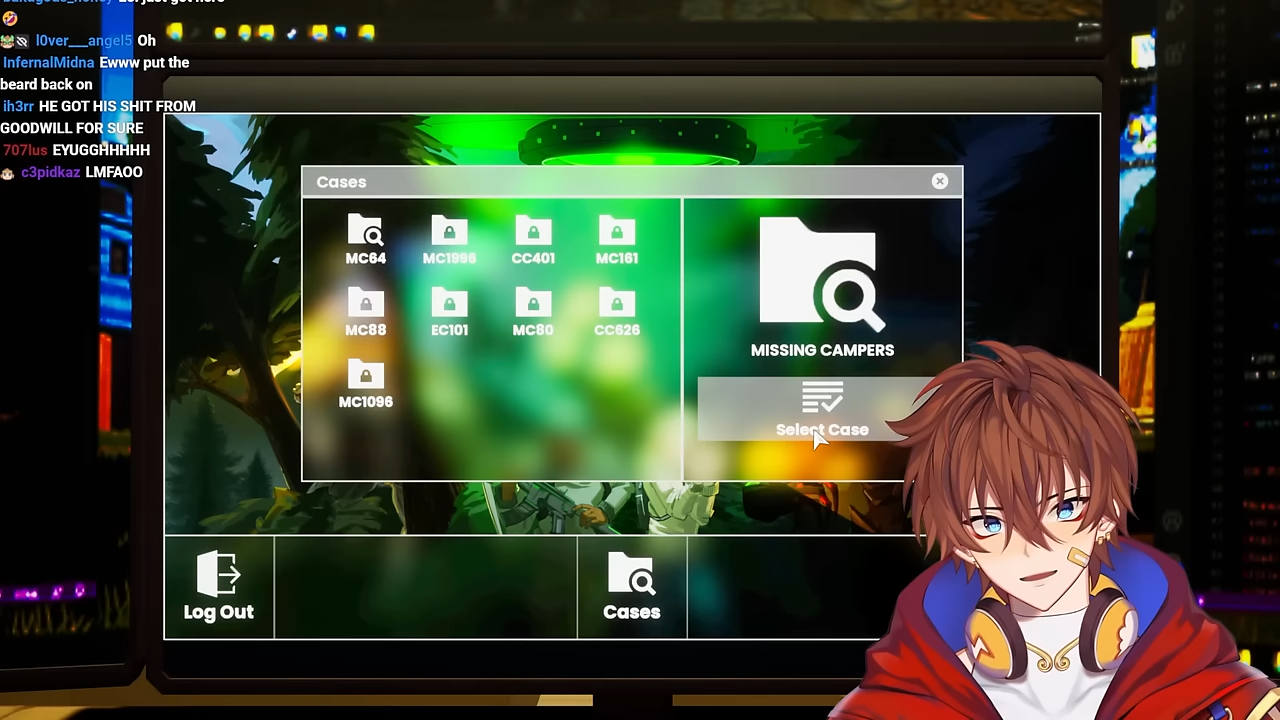 l0ver___angel5 Oh
InfernalMidna Ewww put the
beard back on
ih3rr HE GOT HIS SHIT FROM
GOODWILL FOR SURE
707lus EYUGGHHHHH
c3pidkaz LMFAOO
Cases
MC64
MC1996
CC401
MC161
MC88
EC101
MC80
CC626
MC1096
MISSING CAMPERS
Select Case
Log Out
Cases